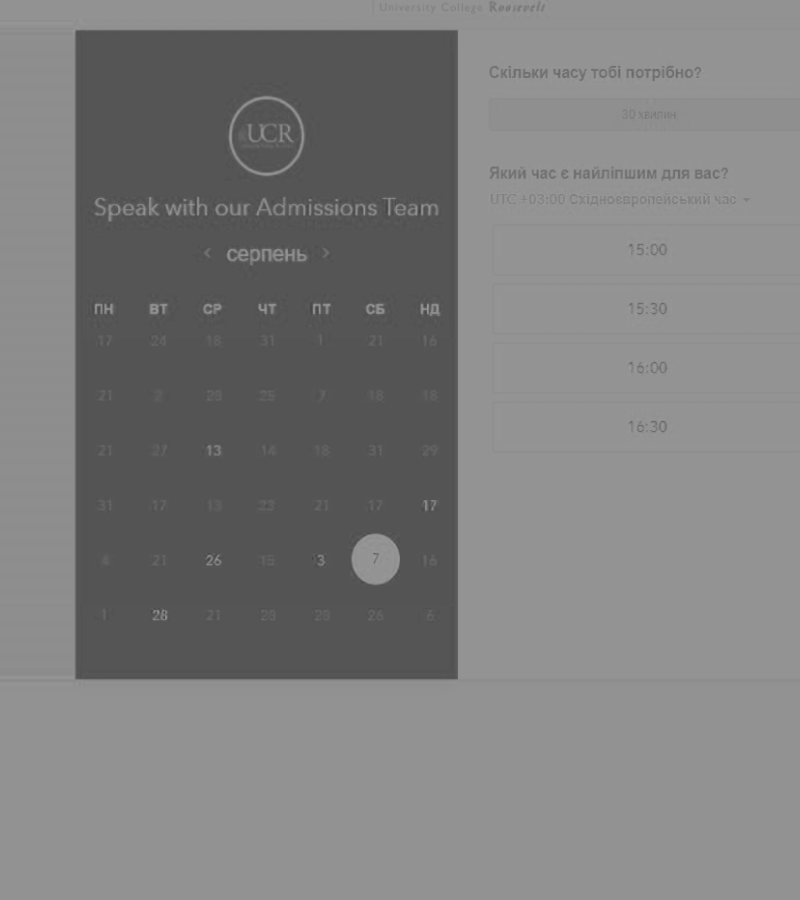 University College Roosevelt
UCR
Speak with our Admissions Team
< серпень >
ПН ВТ СР ЧТ ПТ СБ НД
17 24 18 31 1 21 16
21 2 28 25 7 18 18
21 27 13 14 18 31 29
31 17 13 23 21 17 17
4 21 26 15 3 7 16
1 28 21 28 28 26 6
Скільки часу тобі потрібно?
30 хвилин
Який час є найліпшим для вас?
UTC +03:00 Східноєвропейський час
15:00
15:30
16:00
16:30